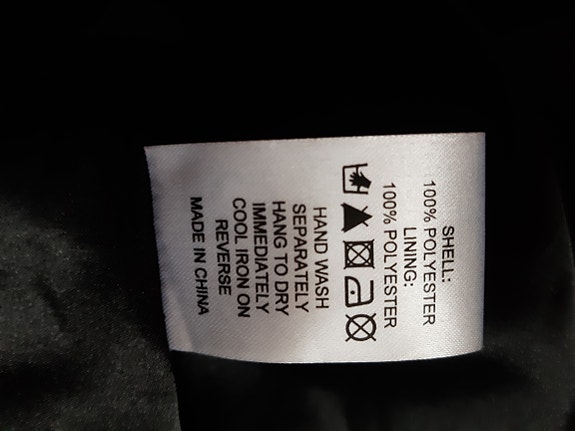 SHELL:
100% POLYESTER
LINING:
100% POLYESTER
HAND WASH
SEPARATELY
HANG TO DRY
IMMEDIATELY
COOL IRON ON
REVERSE
MADE IN CHINA